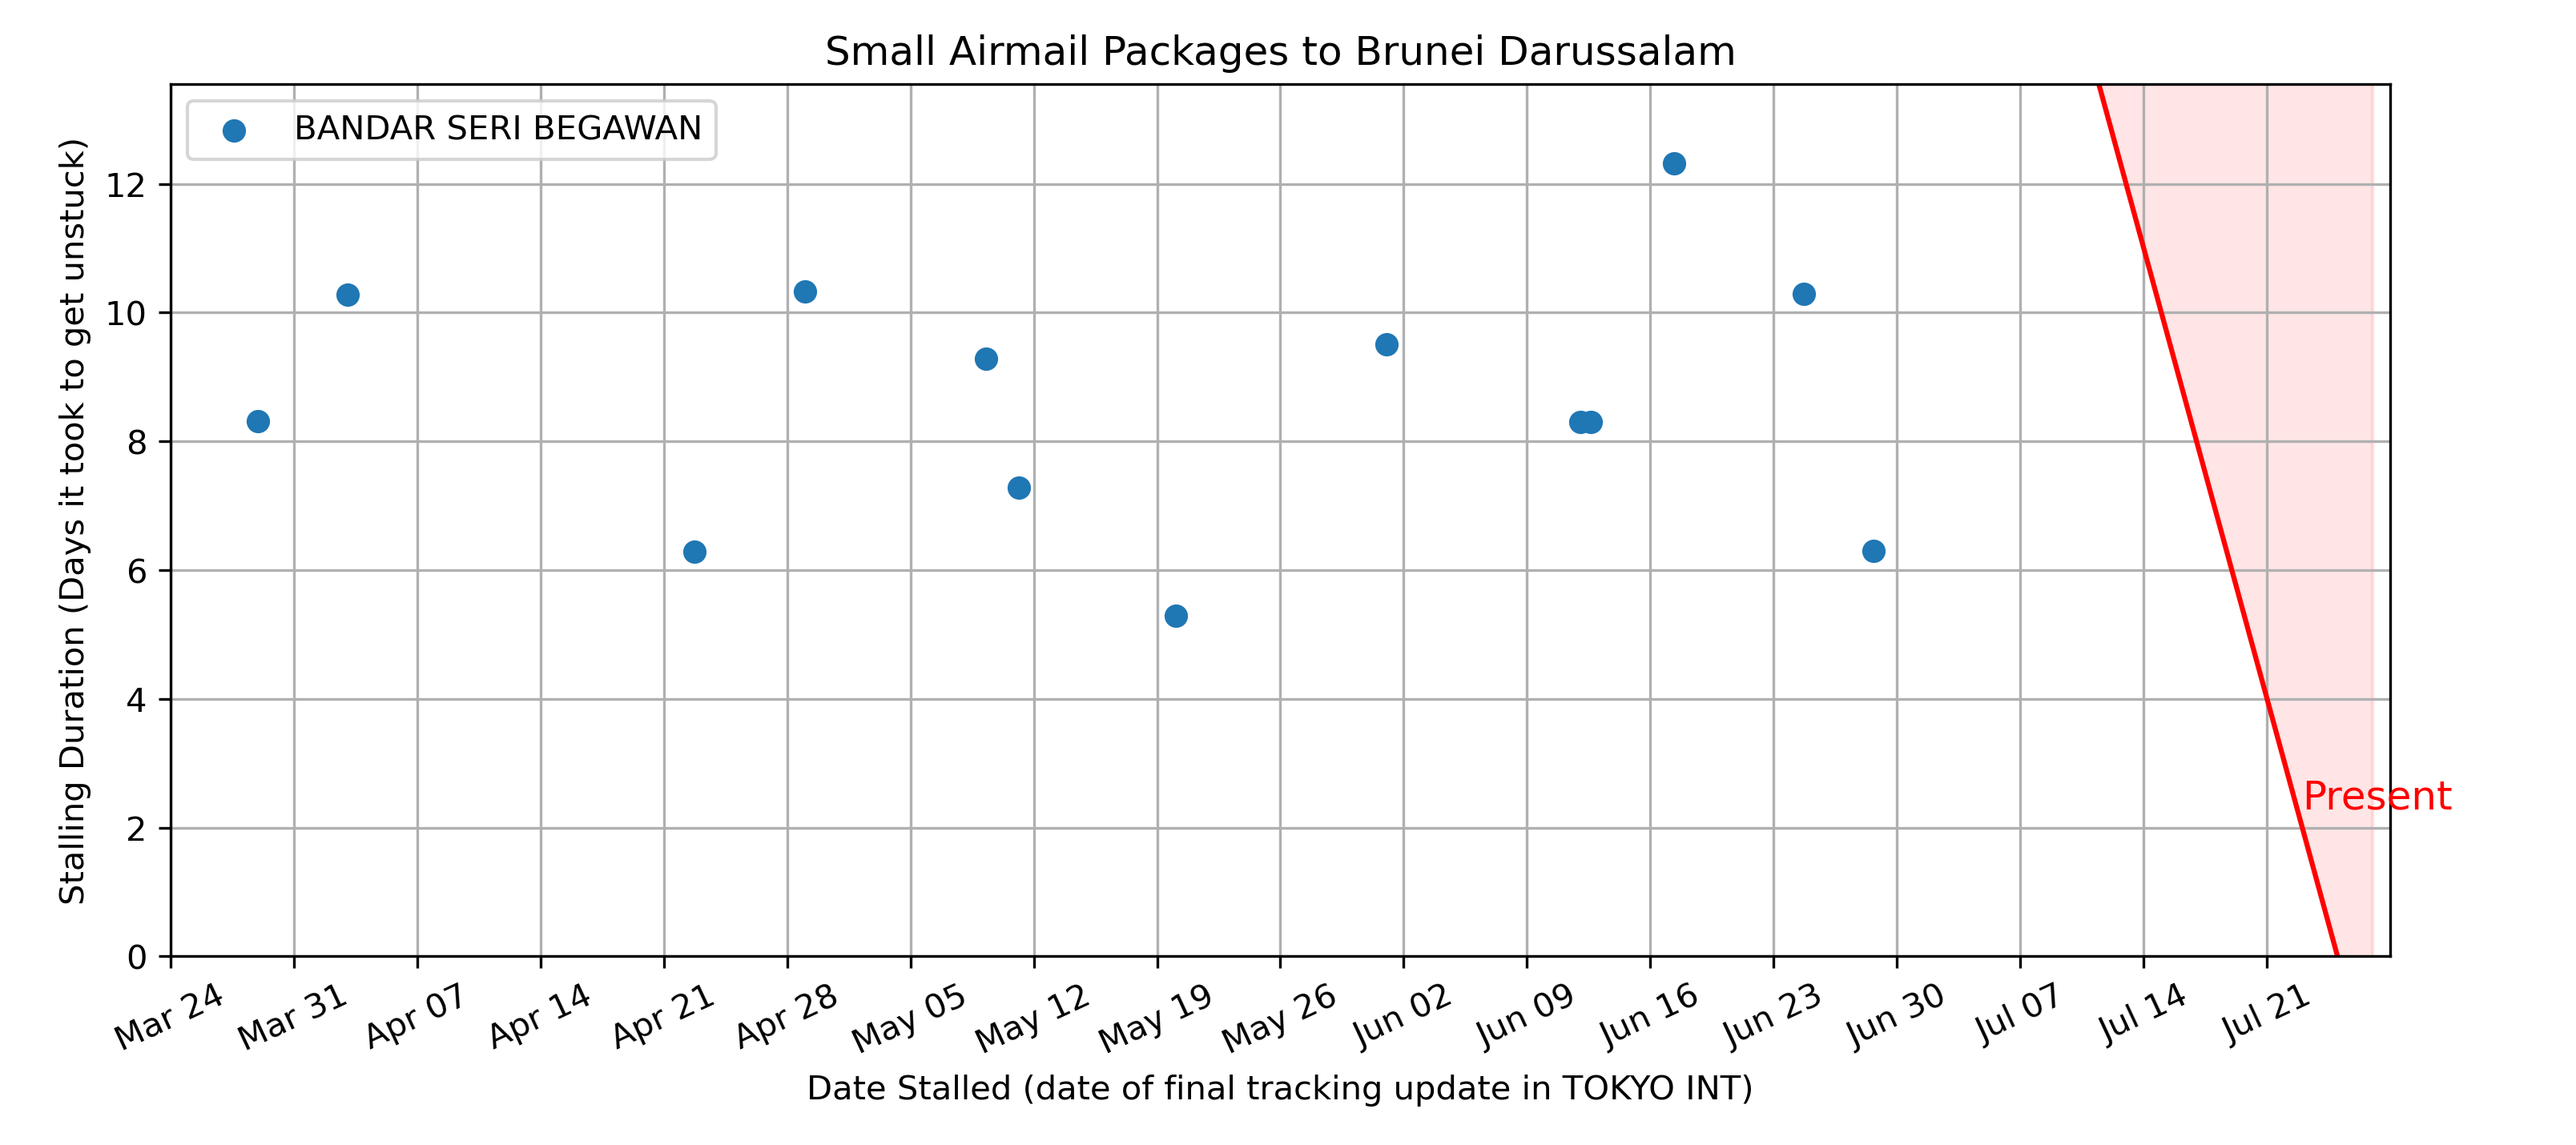 Small Airmail Packages to Brunei Darussalam
BANDAR SERI BEGAWAN
Stalling Duration (Days it took to get unstuck)
12
10
8
6
4
2
0
Present
Mar 24
Mar 31
Apr 07
Apr 14
Apr 21
Apr 28
May 05
May 12
May 19
May 26
Jun 02
Jun 09
Jun 16
Jun 23
Jun 30
Jul 07
Jul 14
Jul 21
Date Stalled (date of final tracking update in TOKYO INT)